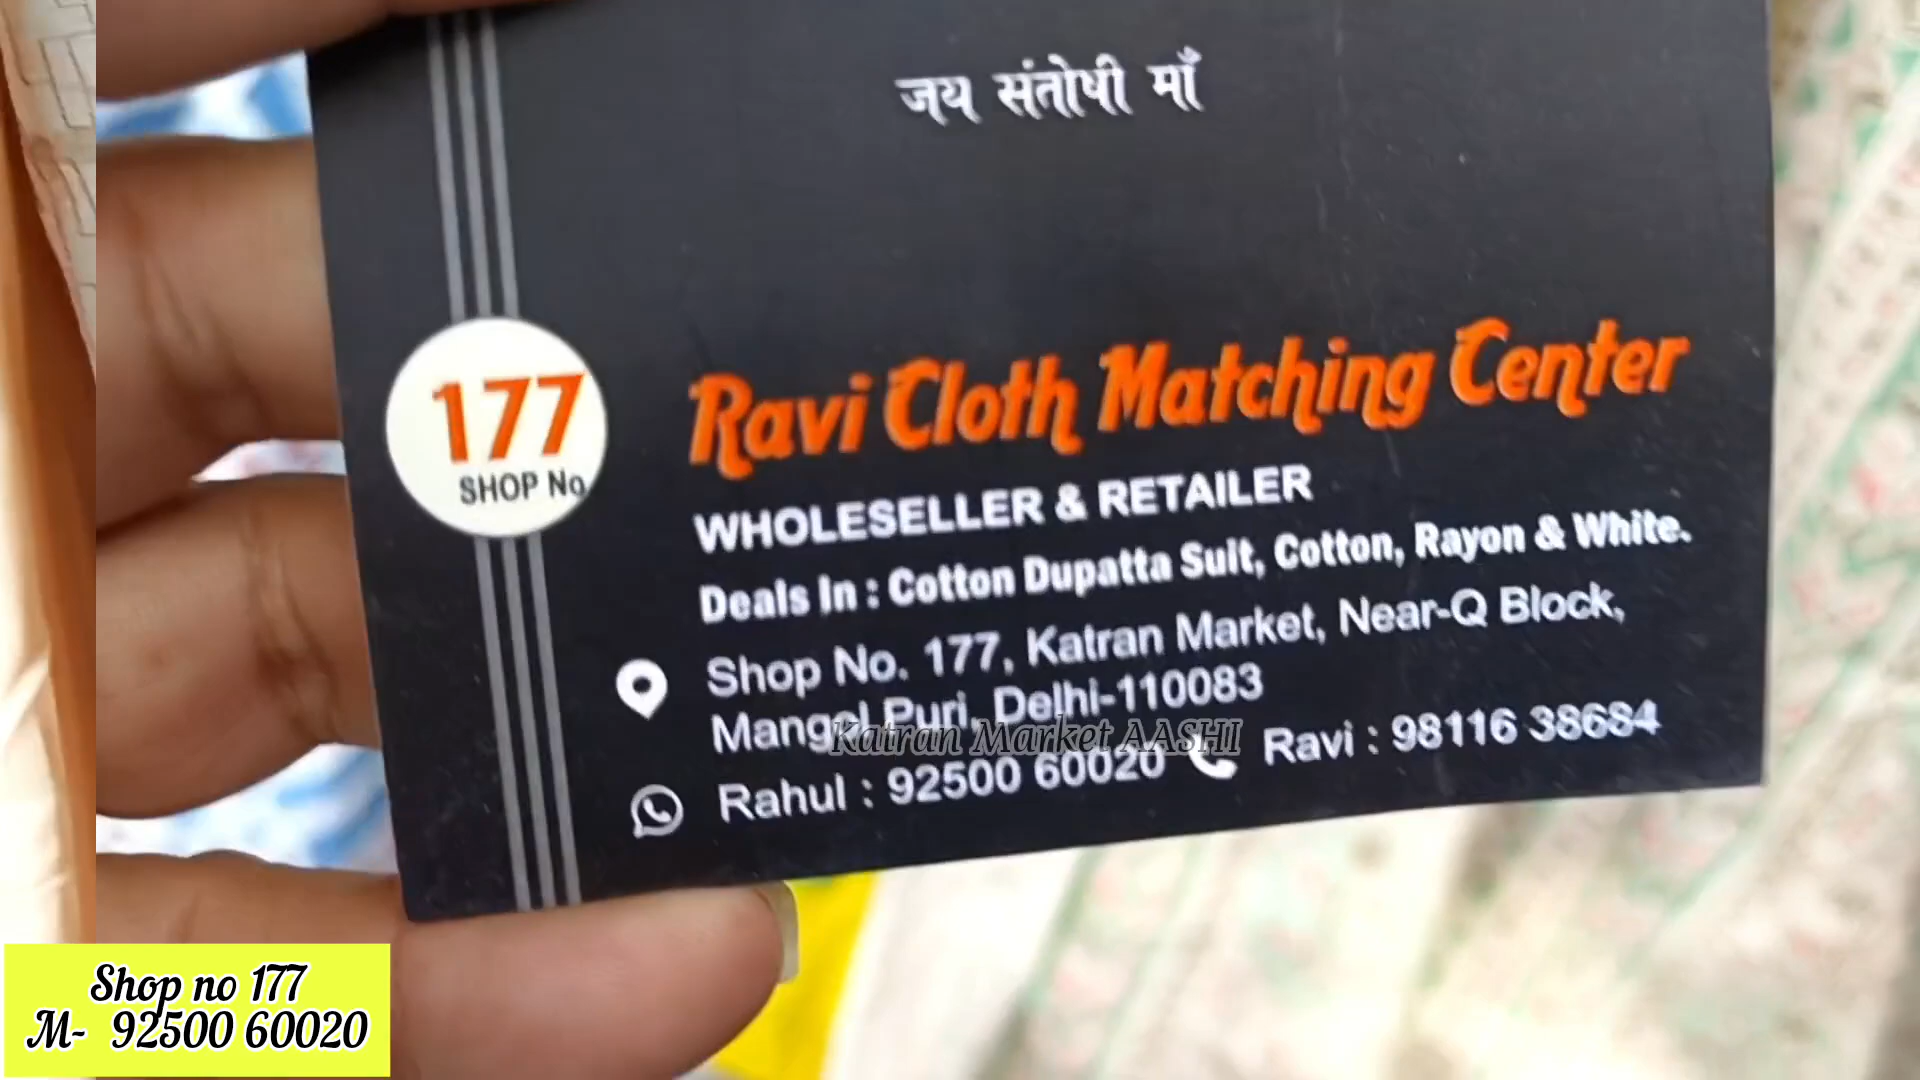 जय संतोषी माँ
177
SHOP No
Ravi Cloth Matching Center
WHOLESELLER & RETAILER
Deals In : Cotton Dupatta Suit, Cotton, Rayon & White.
Shop No. 177, Katran Market, Near-Q Block,
Mangol Puri, Delhi-110083
Katran Market AASHI
Rahul : 92500 60020 Ravi : 98116 38684
Shop no 177
M- 92500 60020